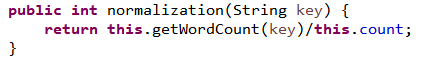 public int normalization(String key) {
    return this.getWordCount(key)/this.count;
}